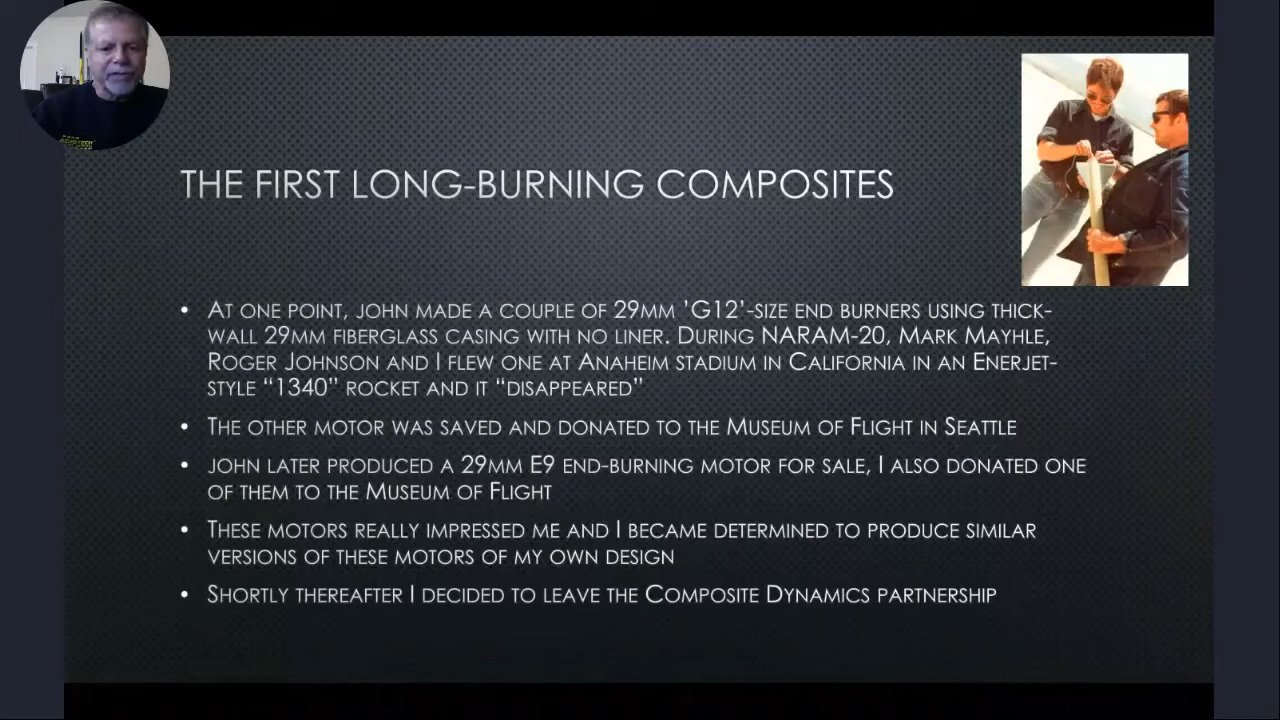 AEROTECH
THE FIRST LONG-BURNING COMPOSITES
• AT ONE POINT, JOHN MADE A COUPLE OF 29MM 'G12'-SIZE END BURNERS USING THICK-
WALL 29MM FIBERGLASS CASING WITH NO LINER. DURING NARAM-20, MARK MAYHLE,
ROGER JOHNSON AND I FLEW ONE AT ANAHEIM STADIUM IN CALIFORNIA IN AN ENERJET-
STYLE “1340” ROCKET AND IT “DISAPPEARED”
• THE OTHER MOTOR WAS SAVED AND DONATED TO THE MUSEUM OF FLIGHT IN SEATTLE
• JOHN LATER PRODUCED A 29MM E9 END-BURNING MOTOR FOR SALE, I ALSO DONATED ONE
OF THEM TO THE MUSEUM OF FLIGHT
• THESE MOTORS REALLY IMPRESSED ME AND I BECAME DETERMINED TO PRODUCE SIMILAR
VERSIONS OF THESE MOTORS OF MY OWN DESIGN
• SHORTLY THEREAFTER I DECIDED TO LEAVE THE COMPOSITE DYNAMICS PARTNERSHIP